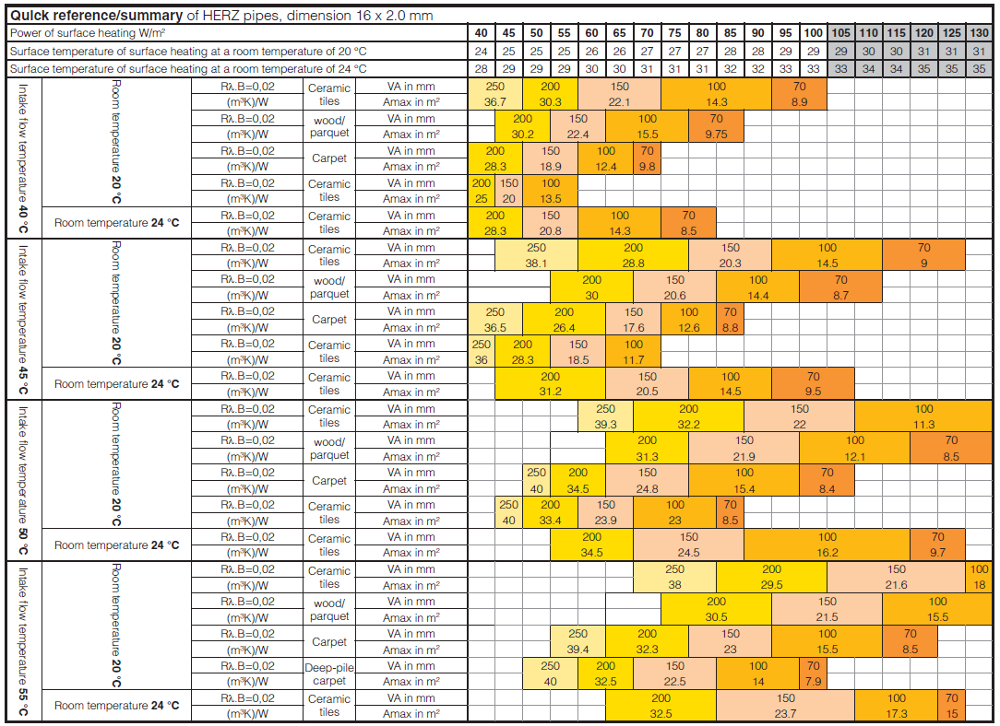 Quick reference/summary of HERZ pipes, dimension 16 x 2.0 mm
Power of surface heating W/m² 40 45 50 55 60 65 70 75 80 85 90 95 100 105 110 115 120 125 130
Surface temperature of surface heating at a room temperature of 20 °C 24 25 25 25 26 26 27 27 27 28 28 29 29 29 30 30 31 31 31
Surface temperature of surface heating at a room temperature of 24 °C 28 29 29 29 30 30 31 31 31 32 32 33 33 33 34 34 35 35 35
Intake flow temperature 40 °C
Room temperature 20 °C
Rλ.B=0,02 Ceramic VA in mm 250 200 150 100 70
(m³K)/W tiles Amax in m² 36.7 30.3 22.1 14.3 8.9
Rλ.B=0,02 wood/ VA in mm 200 150 100 70
(m³K)/W parquet Amax in m² 30.2 22.4 15.5 9.75
Rλ.B=0,02 Carpet VA in mm 200 150 100 70
(m³K)/W Amax in m² 28.3 18.9 12.4 9.8
Rλ.B=0,02 Ceramic VA in mm 200 150 100
(m³K)/W tiles Amax in m² 25 20 13.5
Room temperature 24 °C
Rλ.B=0,02 Ceramic VA in mm 200 150 100 70
(m³K)/W tiles Amax in m² 28.3 20.8 14.3 8.5
Intake flow temperature 45 °C
Room temperature 20 °C
Rλ.B=0,02 Ceramic VA in mm 250 200 150 100 70
(m³K)/W tiles Amax in m² 38.1 28.8 20.3 14.5 9
Rλ.B=0,02 wood/ VA in mm 200 150 100 70
(m³K)/W parquet Amax in m² 30 20.6 14.4 8.7
Rλ.B=0,02 Carpet VA in mm 250 200 150 100 70
(m³K)/W Amax in m² 36.5 26.4 17.6 12.6 8.8
Rλ.B=0,02 Ceramic VA in mm 250 200 150 100
(m³K)/W tiles Amax in m² 36 28.3 18.5 11.7
Room temperature 24 °C
Rλ.B=0,02 Ceramic VA in mm 200 150 100 70
(m³K)/W tiles Amax in m² 31.2 20.5 14.5 9.5
Intake flow temperature 50 °C
Room temperature 20 °C
Rλ.B=0,02 Ceramic VA in mm 250 200 150 100
(m³K)/W tiles Amax in m² 39.3 32.2 22 11.3
Rλ.B=0,02 wood/ VA in mm 200 150 100 70
(m³K)/W parquet Amax in m² 31.3 21.9 12.1 8.5
Rλ.B=0,02 Carpet VA in mm 250 200 150 100 70
(m³K)/W Amax in m² 40 34.5 24.8 15.4 8.4
Rλ.B=0,02 Ceramic VA in mm 250 200 150 100 70
(m³K)/W tiles Amax in m² 40 33.4 23.9 23 8.5
Room temperature 24 °C
Rλ.B=0,02 Ceramic VA in mm 200 150 100 70
(m³K)/W tiles Amax in m² 34.5 24.5 16.2 9.7
Intake flow temperature 55 °C
Room temperature 20 °C
Rλ.B=0,02 Ceramic VA in mm 250 200 150 100
(m³K)/W tiles Amax in m² 38 29.5 21.6 18
Rλ.B=0,02 wood/ VA in mm 200 150 100
(m³K)/W parquet Amax in m² 30.5 21.5 15.5
Rλ.B=0,02 Carpet VA in mm 250 200 150 100 70
(m³K)/W Amax in m² 39.4 32.3 23 15.5 8.5
Rλ.B=0,02 Deep-pile VA in mm 250 200 150 100 70
(m³K)/W carpet Amax in m² 40 32.5 22.5 14 7.9
Room temperature 24 °C
Rλ.B=0,02 Ceramic VA in mm 200 150 100 70
(m³K)/W tiles Amax in m² 32.5 23.7 17.3 15